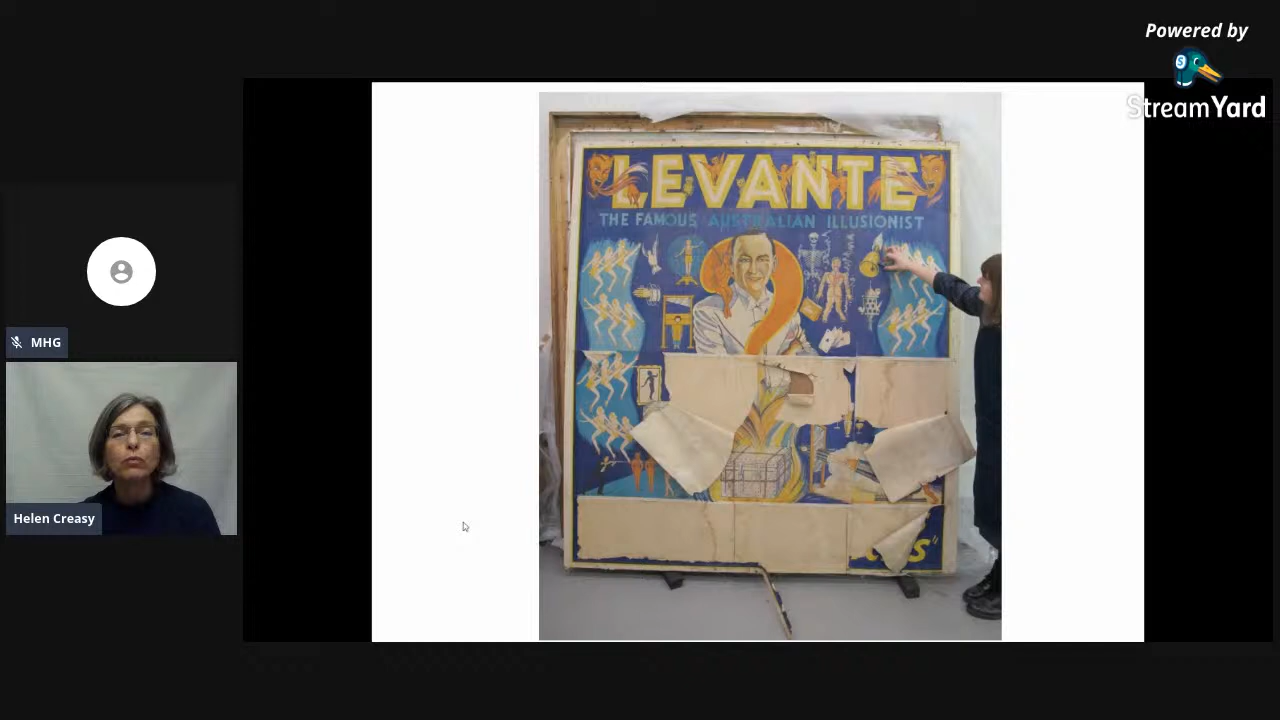 Powered by
StreamYard
MHG
Helen Creasy
LEVANTE
THE FAMOUS AUSTRALIAN ILLUSIONIST